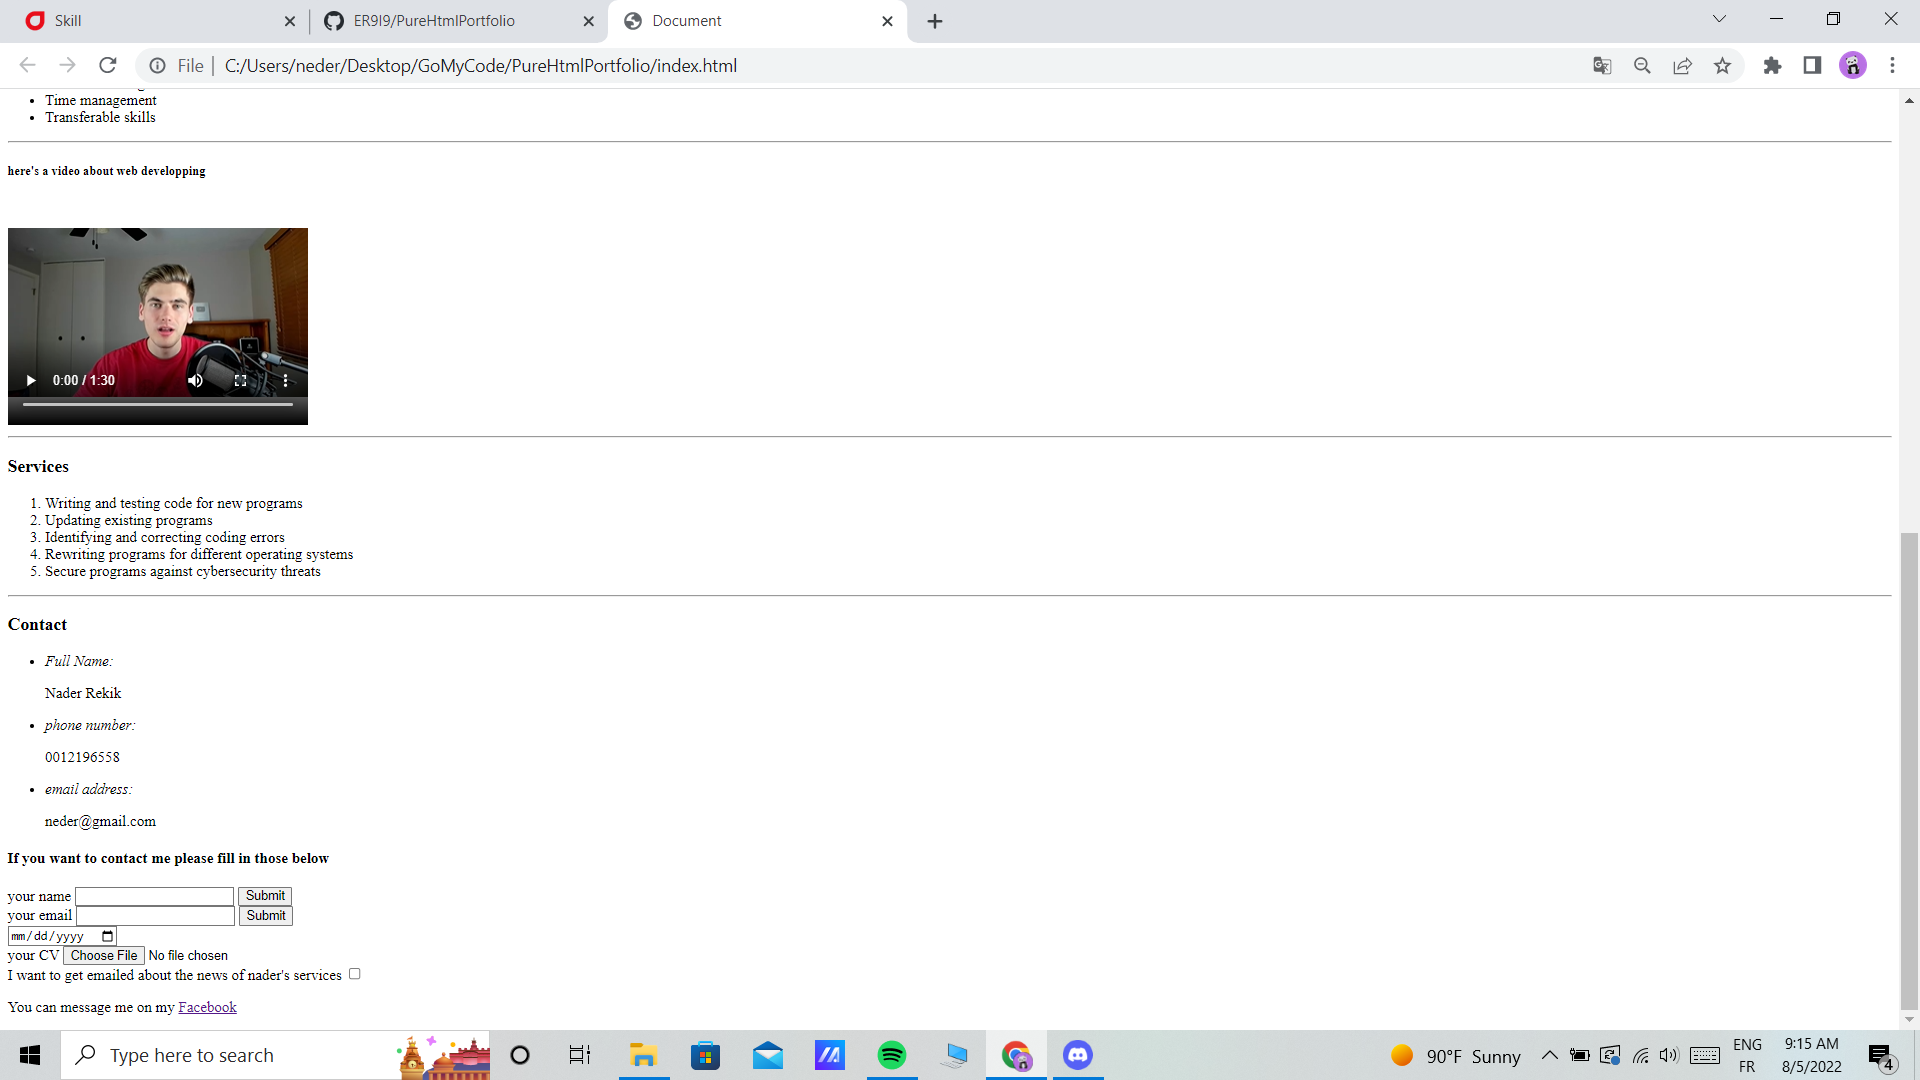 Skill
ER9I9/PureHtmlPortfolio
Document
File
C:/Users/neder/Desktop/GoMyCode/PureHtmlPortfolio/index.html
Time management
Transferable skills
here's a video about web developping
0:00 / 1:30
Services
1. Writing and testing code for new programs
2. Updating existing programs
3. Identifying and correcting coding errors
4. Rewriting programs for different operating systems
5. Secure programs against cybersecurity threats
Contact
Full Name:
Nader Rekik
phone number:
0012196558
email address:
neder@gmail.com
If you want to contact me please fill in those below
your name Submit
your email Submit
mm/dd/yyyy
your CV Choose File No file chosen
I want to get emailed about the news of nader's services
You can message me on my Facebook
Type here to search
90°F Sunny
ENG
FR
9:15 AM
8/5/2022
4